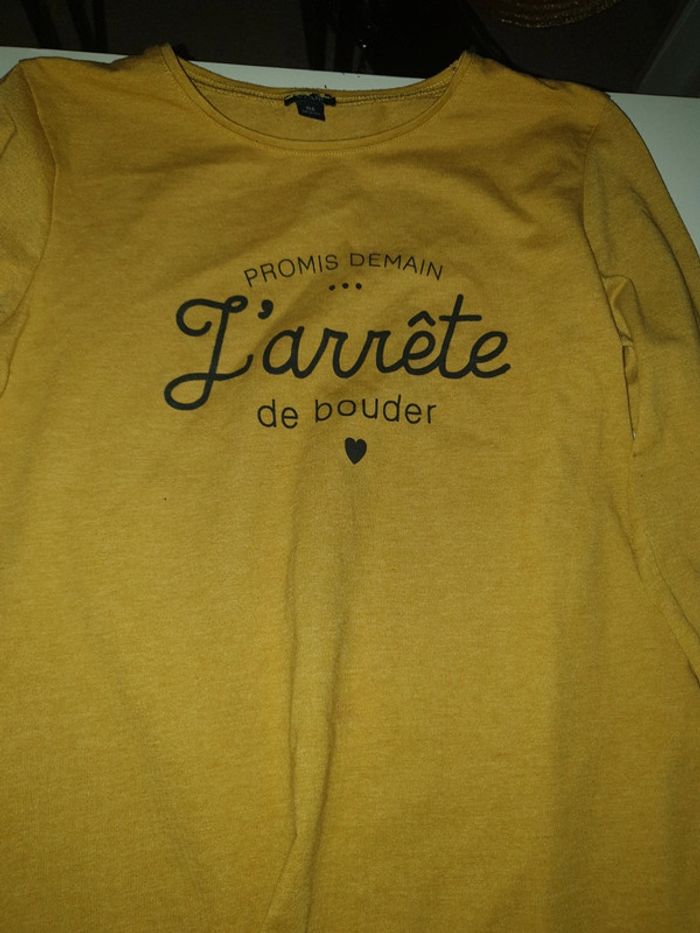 PROMIS DEMAIN
...
J'arrête
de bouder